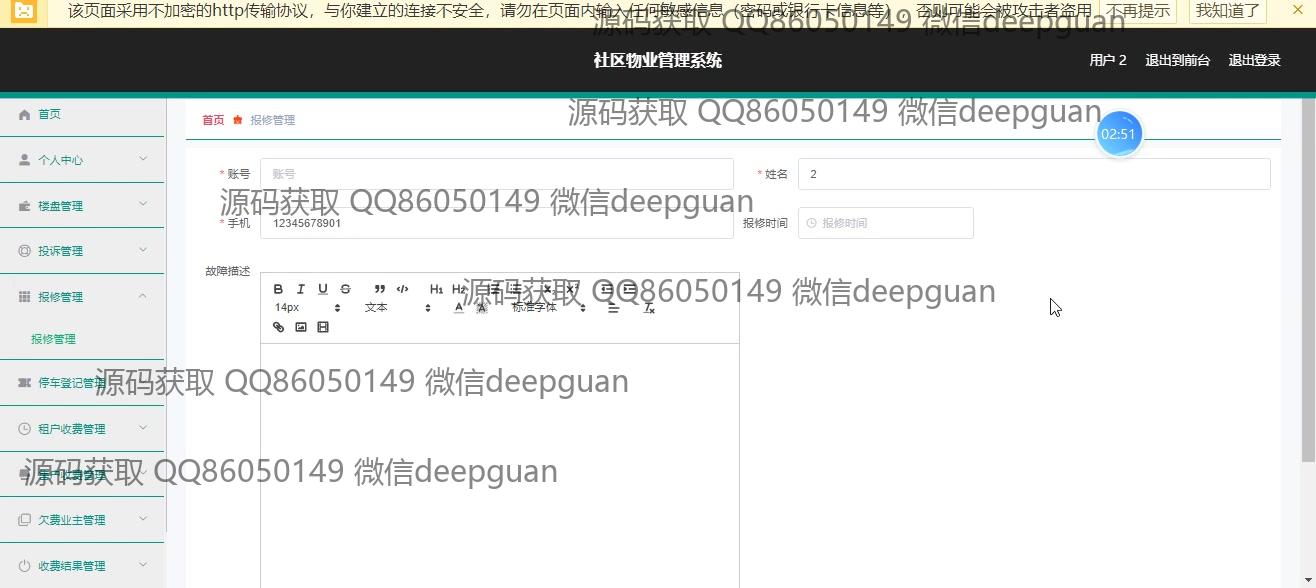 该页面采用不加密的http传输协议，与你建立的连接不安全，请勿在页面内输入任何敏感信息（密码或银行卡信息等），否则可能会被攻击者盗用 不再提示 我知道了
源码获取 QQ86050149 微信deepguan
社区物业管理系统
用户 2 退出到前台 退出登录
源码获取 QQ86050149 微信deepguan
02:51
首页 报修管理
首页
个人中心
楼盘管理
投诉管理
报修管理
报修管理
停车登记管理
租户收费管理
欠费业主管理
收费结果管理
* 账号 账号
* 姓名 2
源码获取 QQ86050149 微信deepguan
* 手机 12345678901
报修时间 报修时间
故障描述
B I U S H1 H2
源码获取 QQ86050149 微信deepguan
14px 文本 A A 标准字体
源码获取 QQ86050149 微信deepguan
源码获取 QQ86050149 微信deepguan